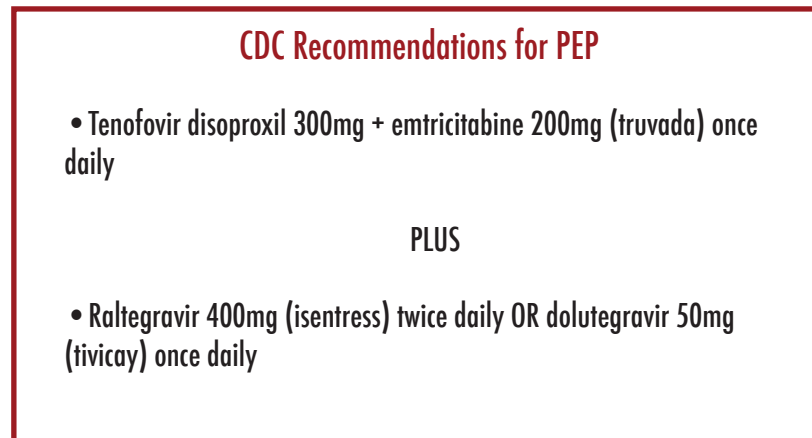 CDC Recommendations for PEP
•Tenofovir disoproxil 300mg + emtricitabine 200mg (truvada) once
daily
PLUS
•Raltegravir 400mg (isentress) twice daily OR dolutegravir 50mg
(tivicay) once daily